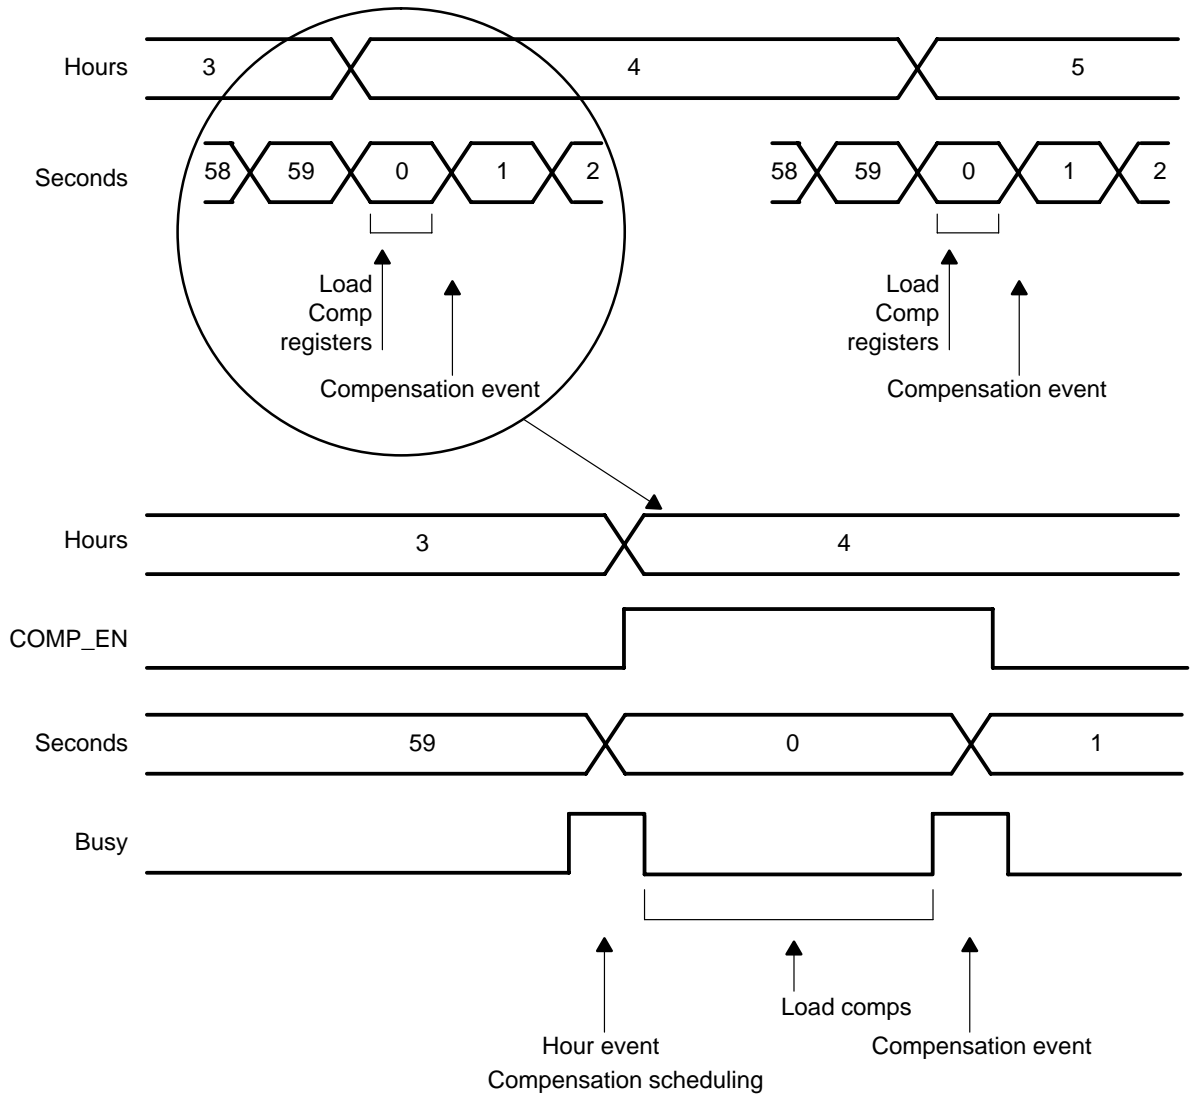 Hours 3 4 5
Seconds 58 59 0 1 2 58 59 0 1 2
Load
Comp
registers
Compensation event
Load
Comp
registers
Compensation event
Hours 3 4
COMP_EN
Seconds 59 0 1
Busy
Load comps
Hour event
Compensation scheduling
Compensation event